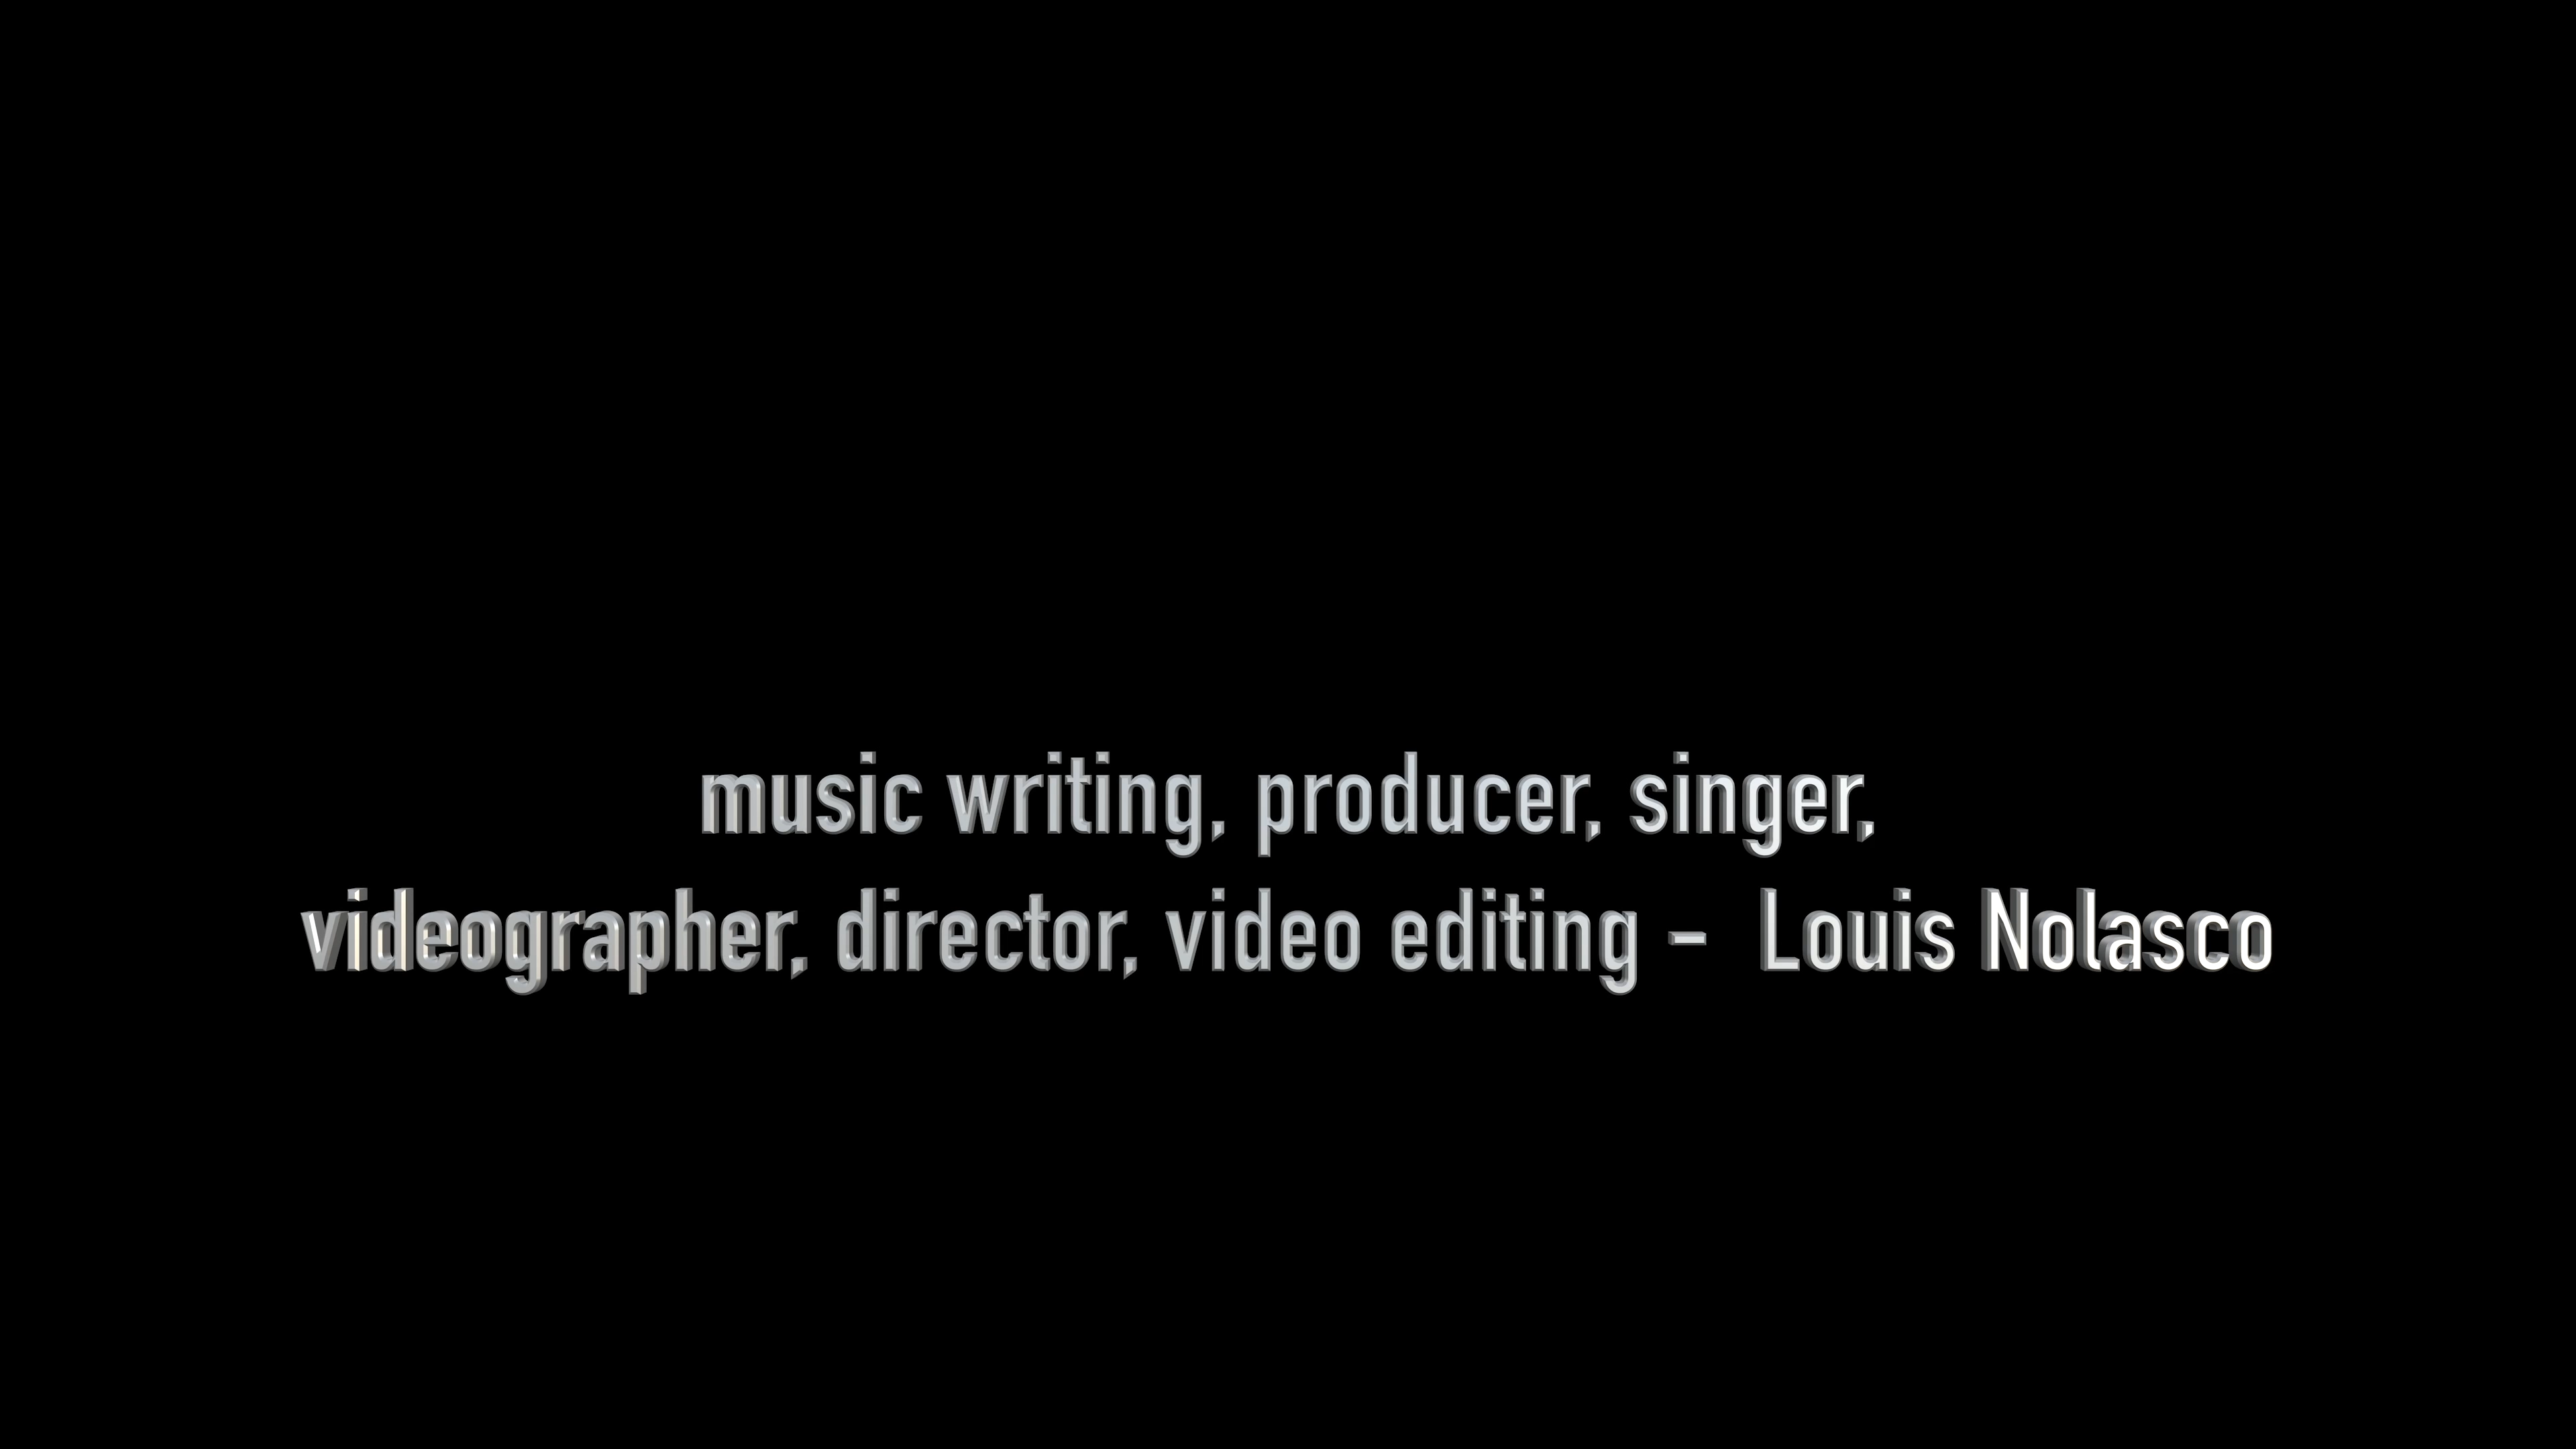 music writing, producer, singer,
videographer, director, video editing -  Louis Nolasco